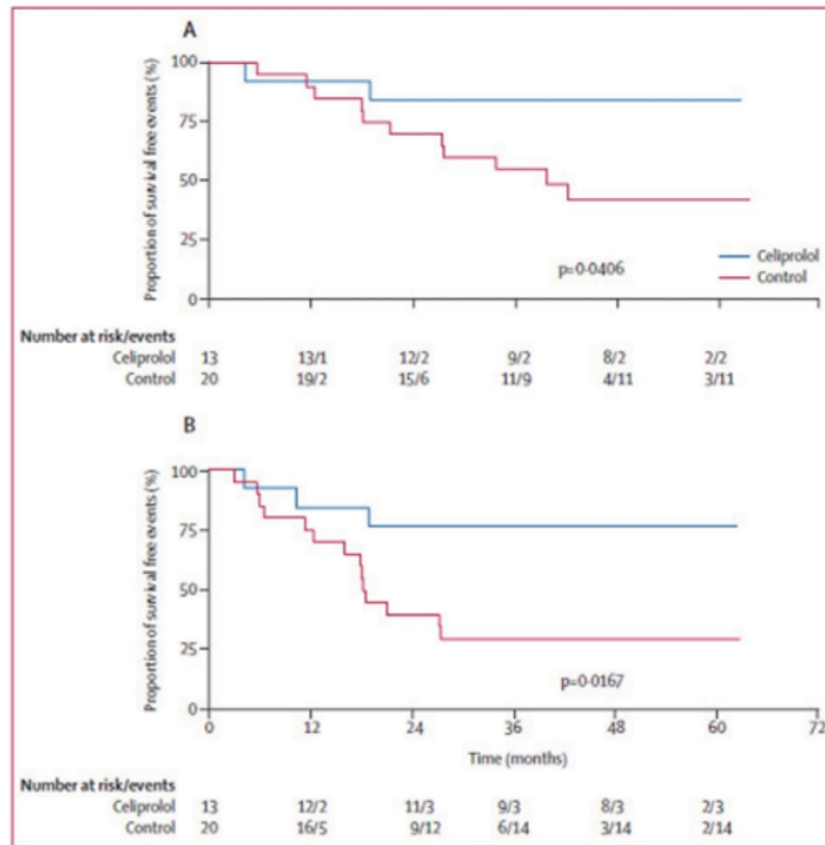 A
Proportion of survival free events (%)
100
75
50
25
0
Celiprolol
Control
p=0·0406
Number at risk/events
Celiprolol 13 13/1 12/2 9/2 8/2 2/2
Control 20 19/2 15/6 11/9 4/11 3/11
B
Proportion of survival free events (%)
100
75
50
25
0
p=0·0167
0 12 24 36 48 60 72
Time (months)
Number at risk/events
Celiprolol 13 12/2 11/3 9/3 8/3 2/3
Control 20 16/5 9/12 6/14 3/14 2/14